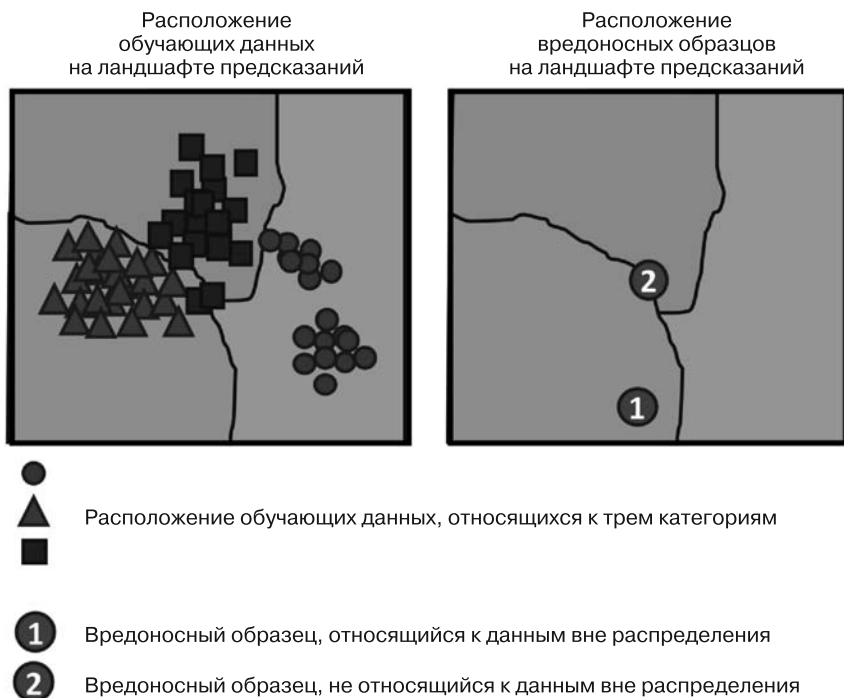 Расположение
обучающих данных
на ландшафте предсказаний
Расположение
вредоносных образцов
на ландшафте предсказаний
2
1
Расположение обучающих данных, относящихся к трем категориям
1 Вредоносный образец, относящийся к данным вне распределения
2 Вредоносный образец, не относящийся к данным вне распределения